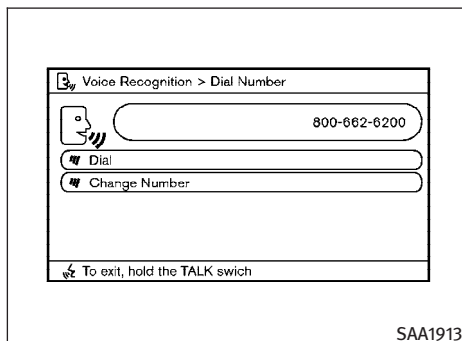 Voice Recognition > Dial Number
800-662-6200
Dial
Change Number
To exit, hold the TALK swich
SAA1913